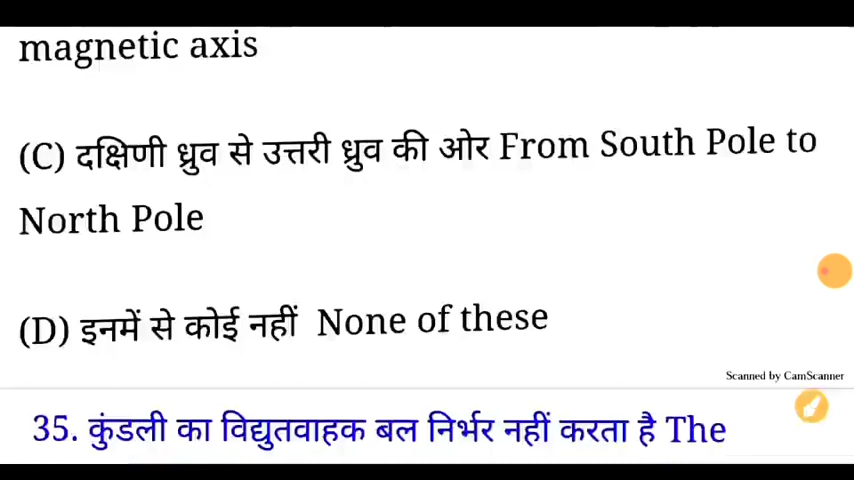 magnetic axis
(C) दक्षिणी ध्रुव से उत्तरी ध्रुव की ओर From South Pole to
North Pole
(D) इनमें से कोई नहीं None of these
Scanned by CamScanner
35. कुंडली का विद्युतवाहक बल निर्भर नहीं करता है The